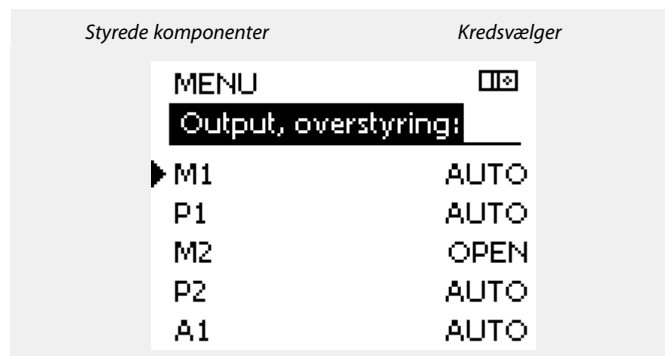 Styrede komponenter Kredsvælger
MENU
Output, overstyring:
M1 AUTO
P1 AUTO
M2 OPEN
P2 AUTO
A1 AUTO